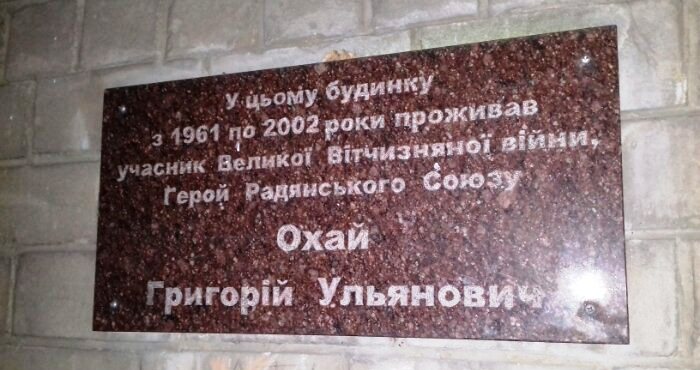 У цьому будинку
з 1961 по 2002 роки проживав
учасник Великої Вітчизняної війни,
Герой Радянського Союзу
Охай
Григорій Ульянович